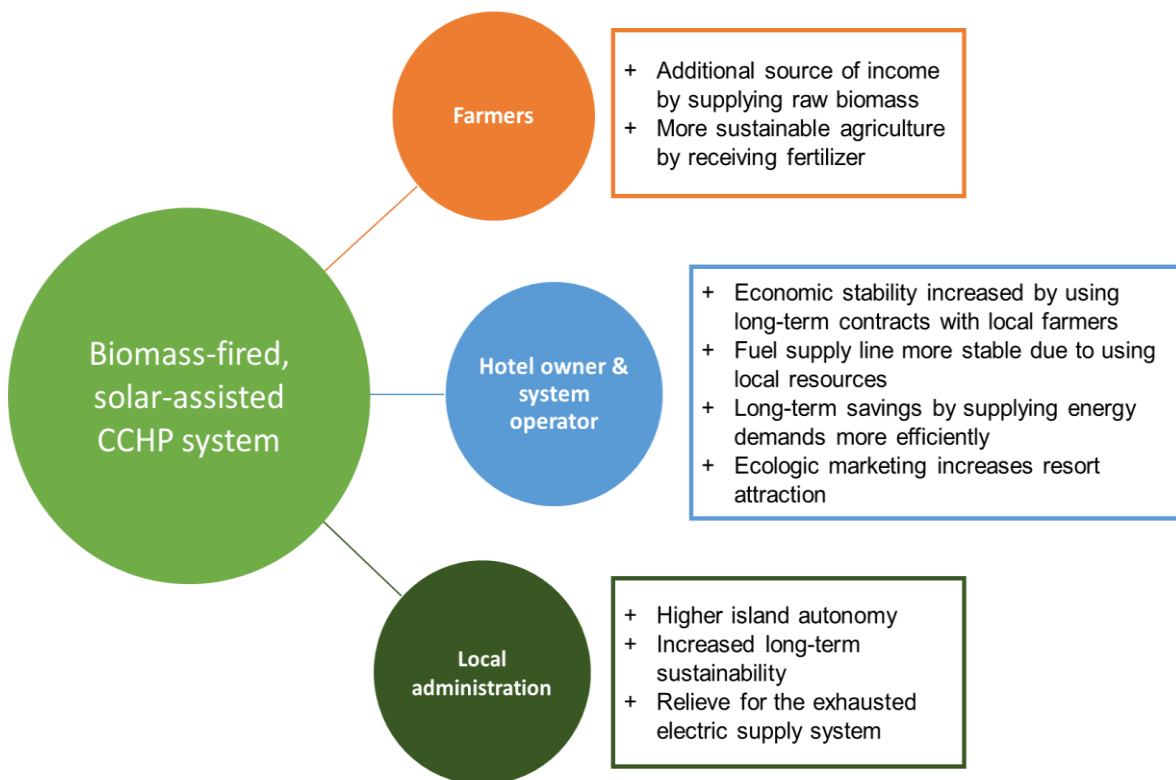 Biomass-fired,
solar-assisted
CCHP system
Farmers
+ Additional source of income
by supplying raw biomass
+ More sustainable agriculture
by receiving fertilizer
Hotel owner &
system
operator
+ Economic stability increased by using
long-term contracts with local farmers
+ Fuel supply line more stable due to using
local resources
+ Long-term savings by supplying energy
demands more efficiently
+ Ecologic marketing increases resort
attraction
Local
administration
+ Higher island autonomy
+ Increased long-term
sustainability
+ Relieve for the exhausted
electric supply system